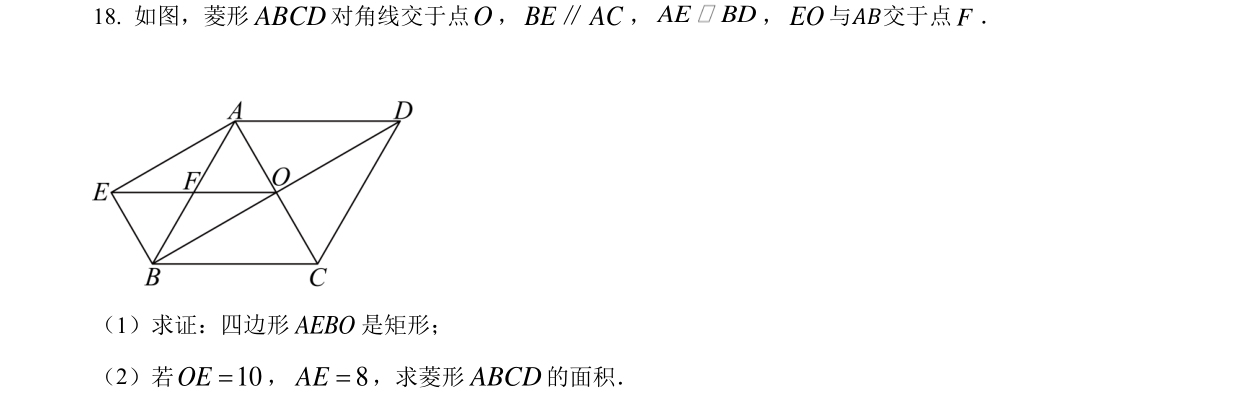 18. 如图，菱形ABCD对角线交于点O，BE∥AC，AE▱BD，EO与AB交于点F．
A
D
F
O
E
B
C
（1）求证：四边形AEBO是矩形；
（2）若OE=10，AE=8，求菱形ABCD的面积．